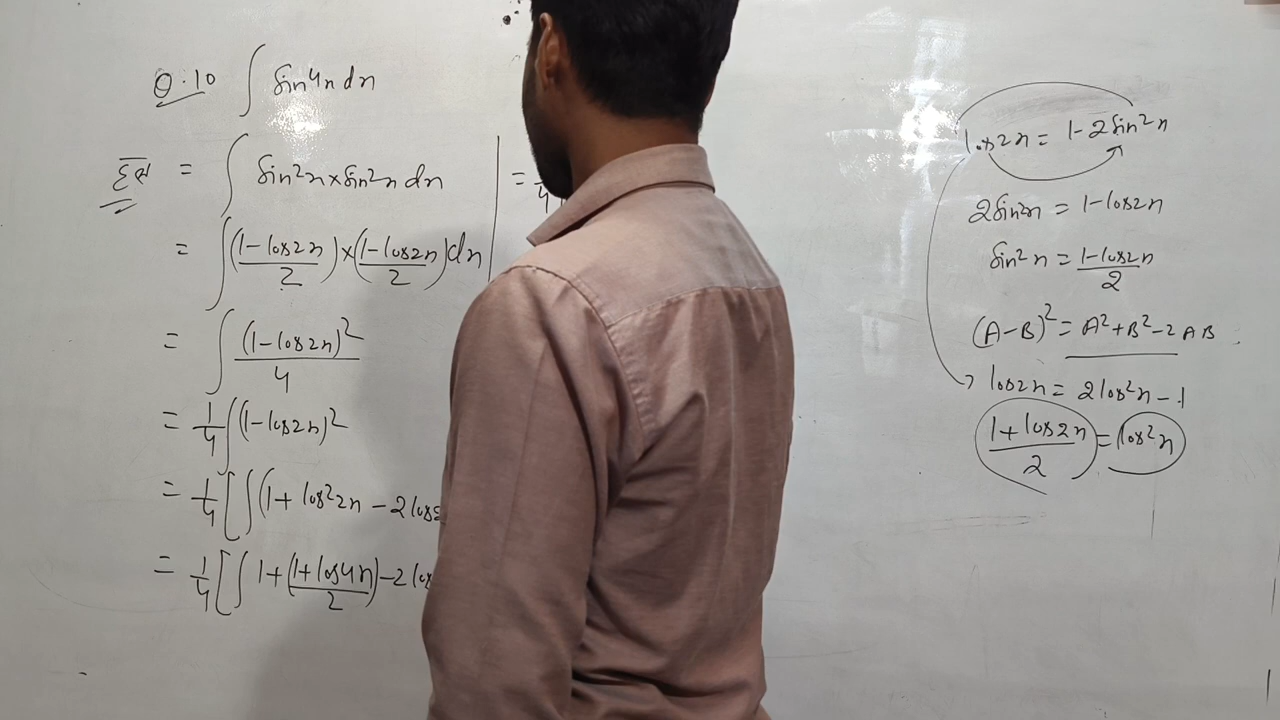 Q.10 ∫ sin⁴x dx
हल = ∫ sin²x × sin²x dx
= ∫ (1-cos2x)/2 × (1-cos2x)/2 dx
= ∫ (1-cos2x)²/4
= 1/4 ∫ (1-cos2x)²
= 1/4 [∫ (1 + cos²2x - 2cos
= 1/4 [∫ 1 + (1+cos4x)/2 - 2cos
= 1/4
cos2x = 1-2sin²x
2sin²x = 1-cos2x
sin²x = (1-cos2x)/2
(A-B)² = A²+B²-2AB
cos2x = 2cos²x-1
(1+cos2x)/2 = cos²x